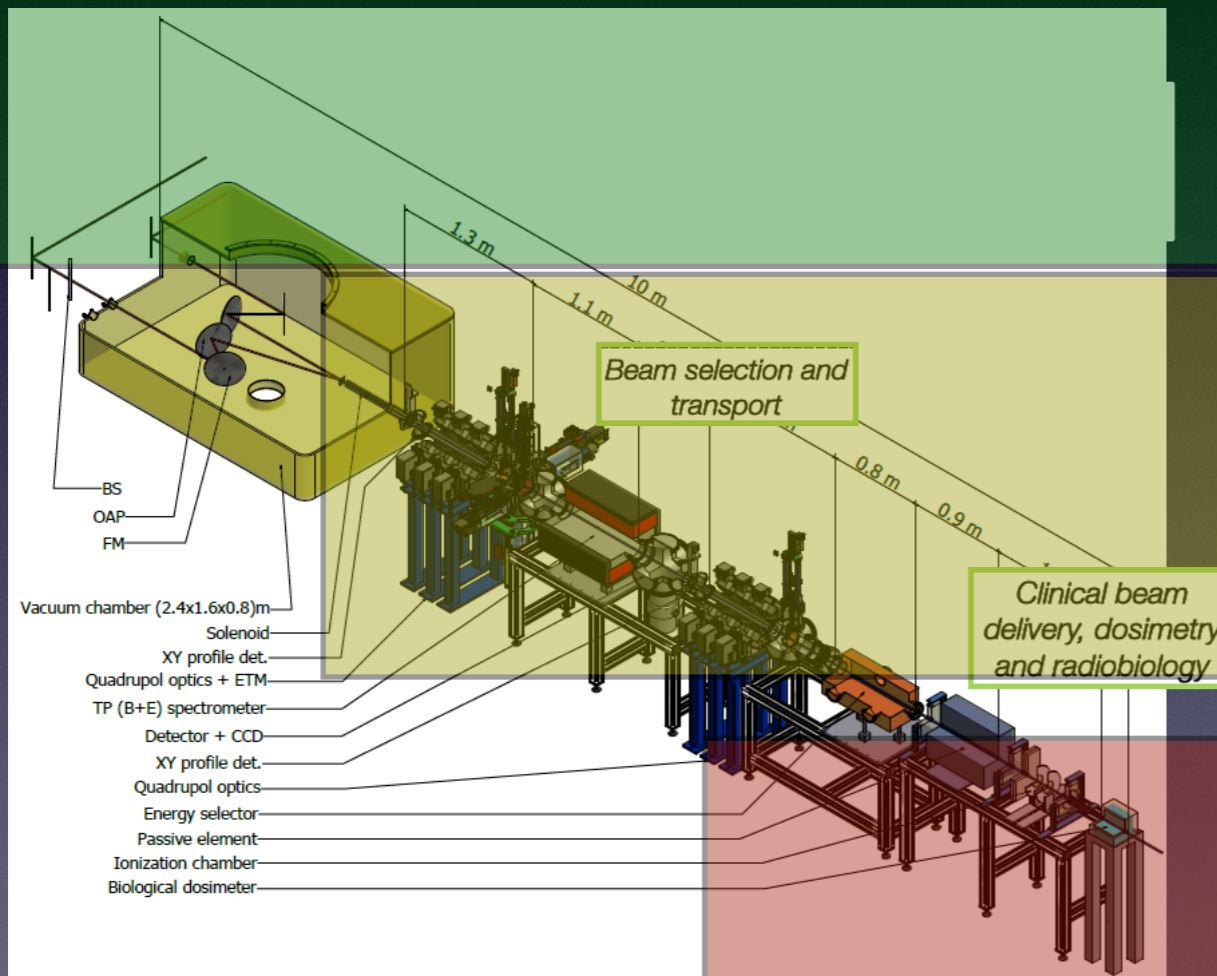 1.3 m
10 m
1.1 m
Beam selection and
transport
0.8 m
0.9 m
Clinical beam
delivery, dosimetry
and radiobiology
BS
OAP
FM
Vacuum chamber (2.4x1.6x0.8)m
Solenoid
XY profile det.
Quadrupol optics + ETM
TP (B+E) spectrometer
Detector + CCD
XY profile det.
Quadrupol optics
Energy selector
Passive element
Ionization chamber
Biological dosimeter